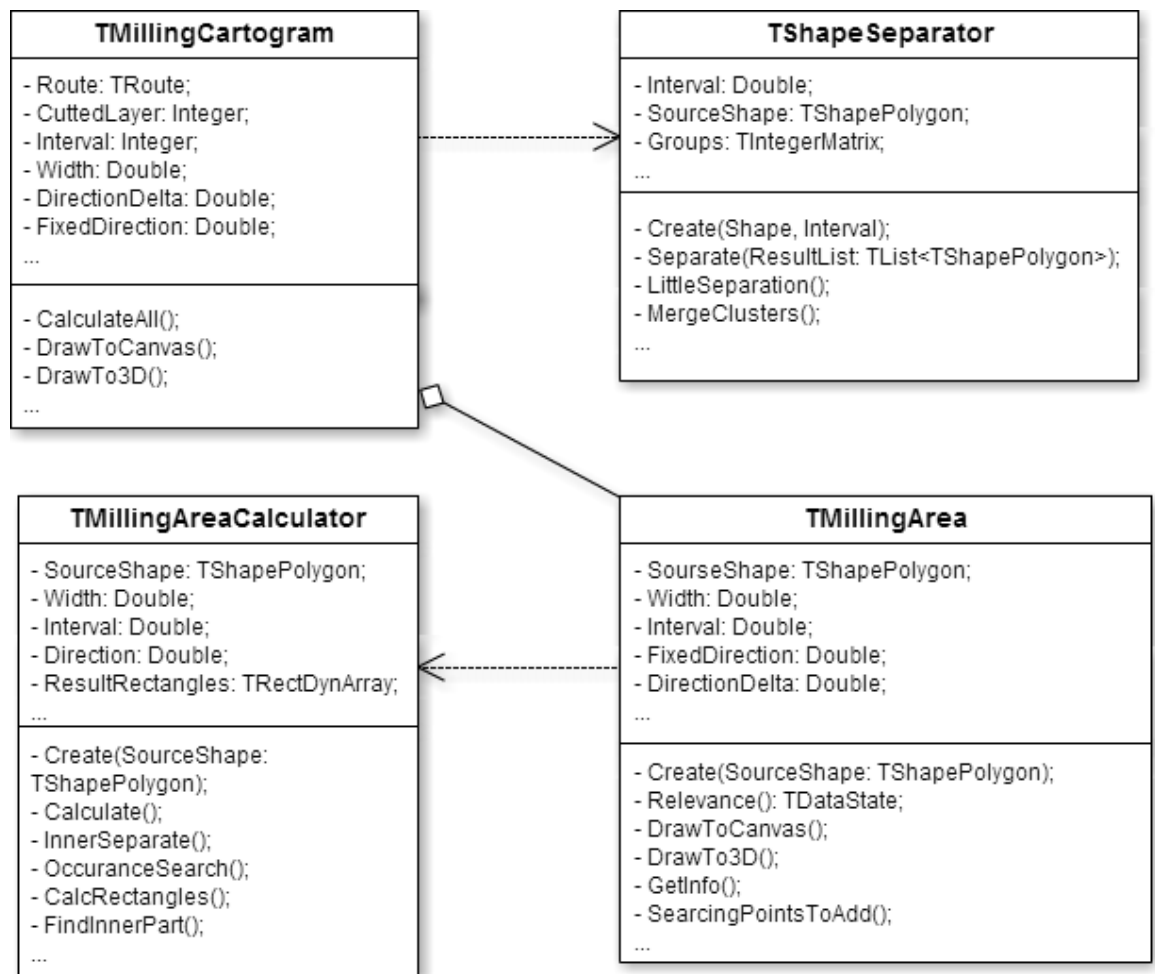 TMillingCartogram
- Route: TRoute;
- CuttedLayer: Integer;
- Interval: Integer;
- Width: Double;
- DirectionDelta: Double;
- FixedDirection: Double;
...
- CalculateAll();
- DrawToCanvas();
- DrawTo3D();
...
TShapeSeparator
- Interval: Double;
- SourceShape: TShapePolygon;
- Groups: TIntegerMatrix;
...
- Create(Shape, Interval);
- Separate(ResultList: TList<TShapePolygon>);
- LittleSeparation();
- MergeClusters();
...
TMillingAreaCalculator
- SourceShape: TShapePolygon;
- Width: Double;
- Interval: Double;
- Direction: Double;
- ResultRectangles: TRectDynArray;
...
- Create(SourceShape:
TShapePolygon);
- Calculate();
- InnerSeparate();
- OccuranceSearch();
- CalcRectangles();
- FindInnerPart();
...
TMillingArea
- SourseShape: TShapePolygon;
- Width: Double;
- Interval: Double;
- FixedDirection: Double;
- DirectionDelta: Double;
...
- Create(SourceShape: TShapePolygon);
- Relevance(): TDataState;
- DrawToCanvas();
- DrawTo3D();
- GetInfo();
- SearcingPointsToAdd();
...